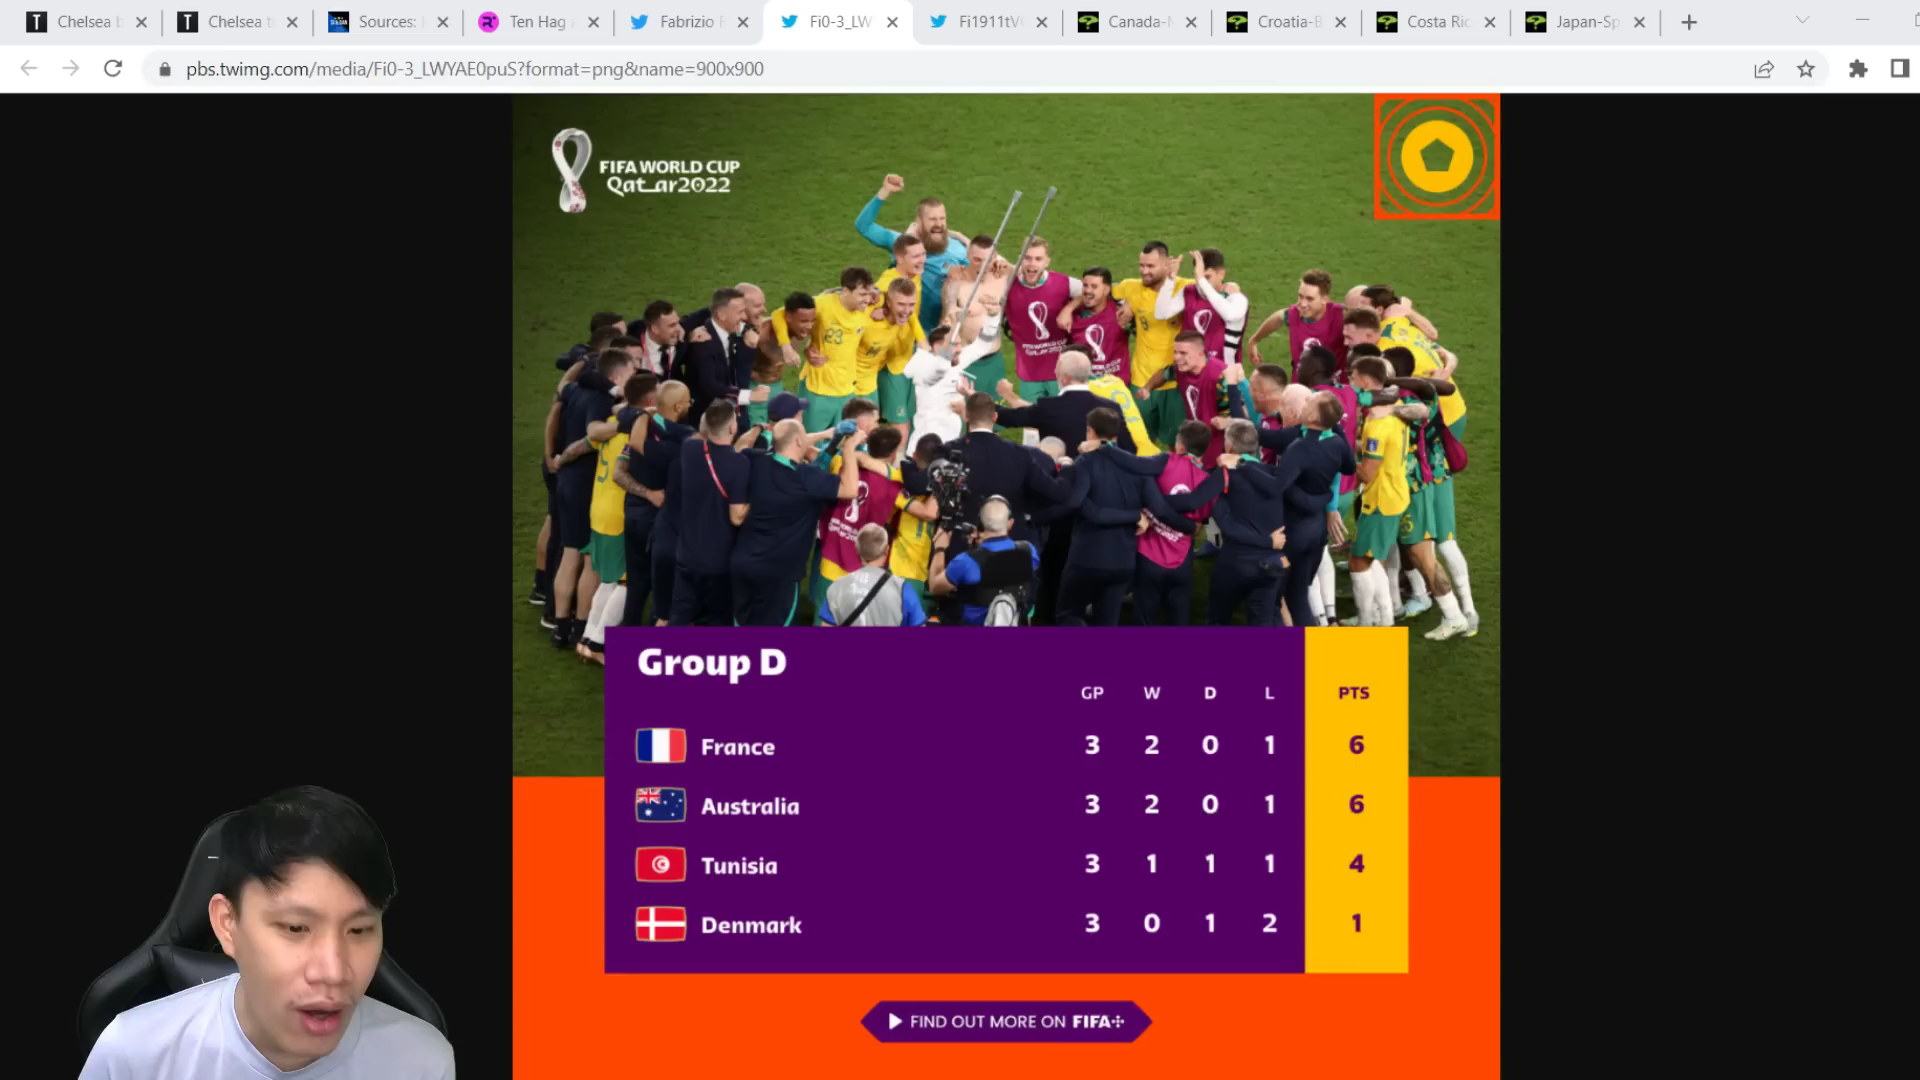 Chelsea b
Chelsea t
Sources:
Ten Hag
Fabrizio
Fi0-3_LW
Fi1911tV
Canada-
Croatia-
Costa Ric
Japan-Sp
pbs.twimg.com/media/Fi0-3_LWYAE0puS?format=png&name=900x900
FIFA WORLD CUP
Qatar2022
Group D
GP W D L PTS
France 3 2 0 1 6
Australia 3 2 0 1 6
Tunisia 3 1 1 1 4
Denmark 3 0 1 2 1
FIND OUT MORE ON FIFA+